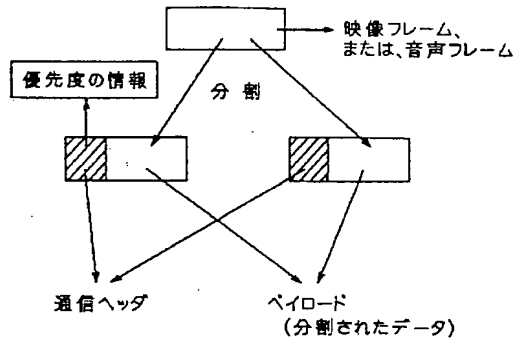 映像フレーム、
または、音声フレーム
優先度の情報
分割
通信ヘッダ
ペイロード
(分割されたデータ)